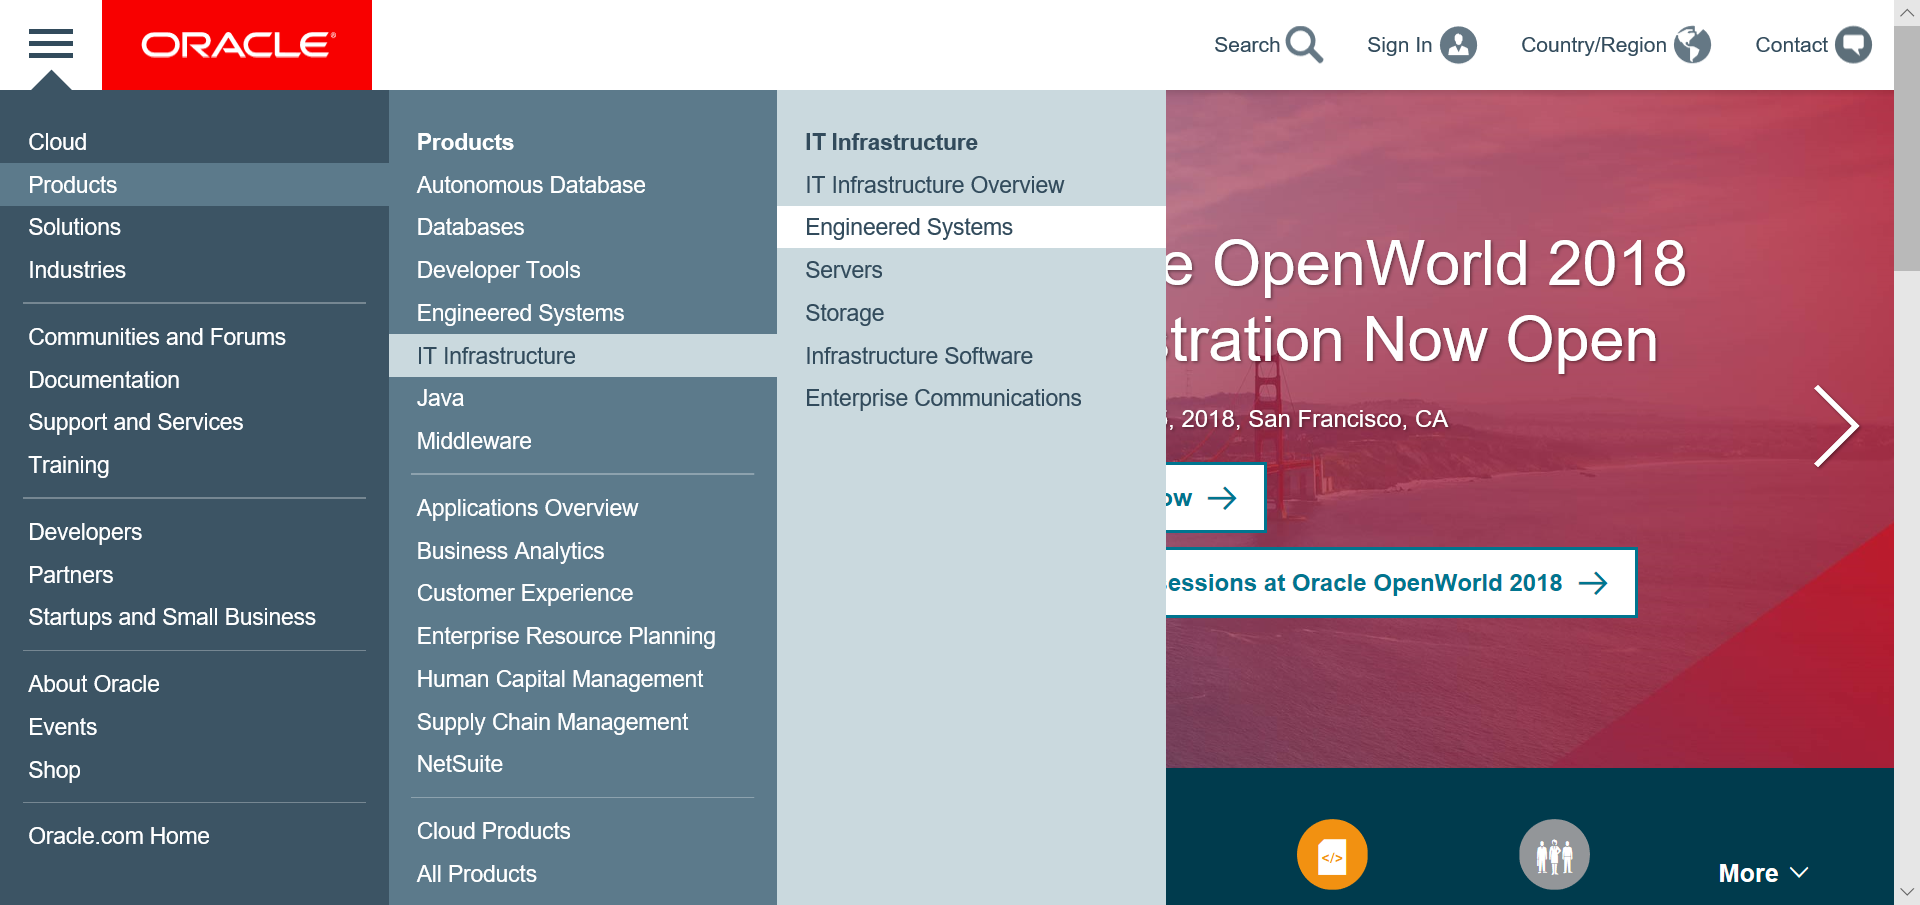 ORACLE
Search
Sign In
Country/Region
Contact
Cloud
Products
Solutions
Industries
Communities and Forums
Documentation
Support and Services
Training
Developers
Partners
Startups and Small Business
About Oracle
Events
Shop
Oracle.com Home
Products
Autonomous Database
Databases
Developer Tools
Engineered Systems
IT Infrastructure
Java
Middleware
Applications Overview
Business Analytics
Customer Experience
Enterprise Resource Planning
Human Capital Management
Supply Chain Management
NetSuite
Cloud Products
All Products
IT Infrastructure
IT Infrastructure Overview
Engineered Systems
Servers
Storage
Infrastructure Software
Enterprise Communications
e OpenWorld 2018
stration Now Open
, 2018, San Francisco, CA
ow
essions at Oracle OpenWorld 2018
</>
More